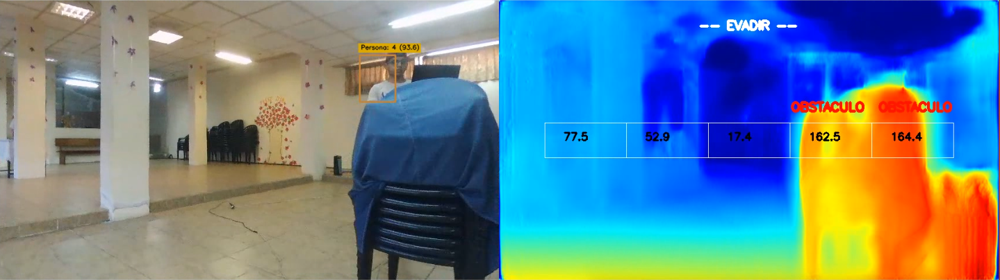 Persona: 4 (93.6)
-- EVADIR --
OBSTACULO OBSTACULO
77.5 52.9 17.4 162.5 164.4